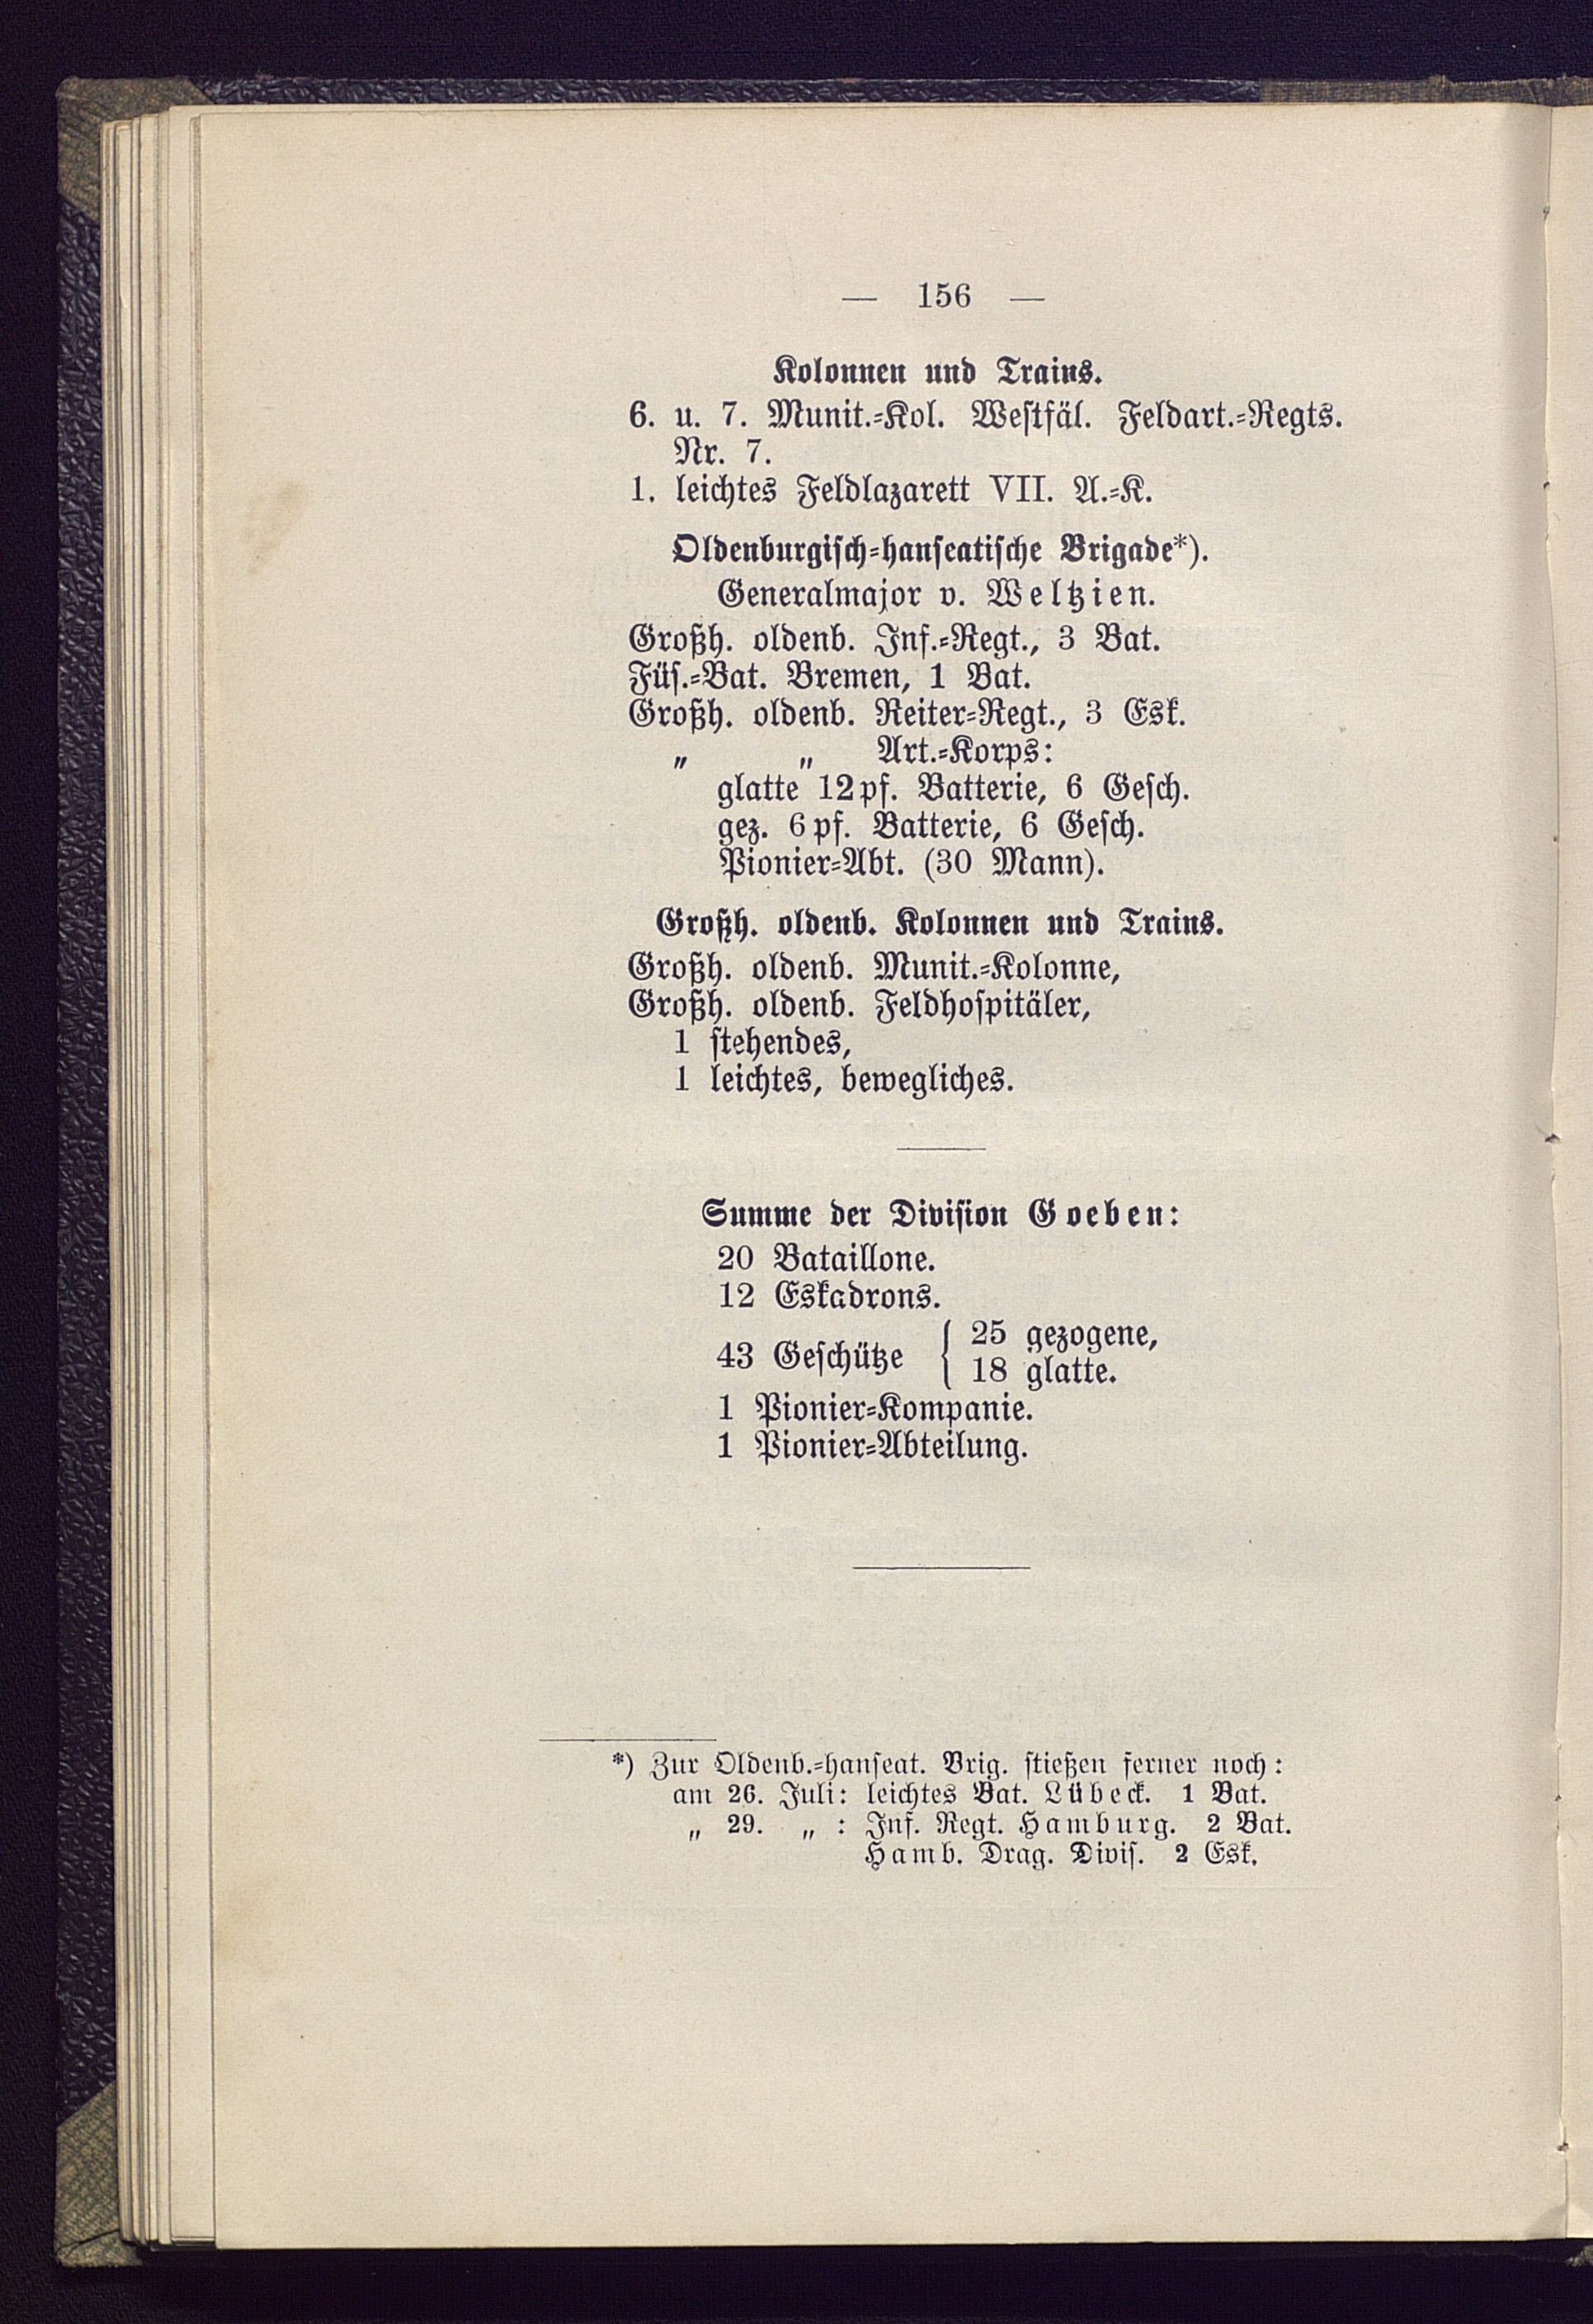 — 156 —
Kolonnen und Trains.
6. u. 7. Munit.-Kol. Westfäl. Feldart.-Regts.
Nr. 7.
1. leichtes Feldlazarett VII. A.-K.
Oldenburgisch-hanseatische Brigade*).
Generalmajor v. Weltzien.
Großh. oldenb. Inf.-Regt., 3 Bat.
Füs.-Bat. Bremen, 1 Bat.
Großh. oldenb. Reiter-Regt., 3 Esk.
„ „ Art.-Korps:
glatte 12pf. Batterie, 6 Gesch.
gez. 6pf. Batterie, 6 Gesch.
Pionier-Abt. (30 Mann).
Großh. oldenb. Kolonnen und Trains.
Großh. oldenb. Munit.-Kolonne,
Großh. oldenb. Feldhospitäler,
1 stehendes,
1 leichtes, bewegliches.
Summe der Division Goeben:
20 Bataillone.
12 Eskadrons.
43 Geschütze { 25 gezogene,
18 glatte.
1 Pionier-Kompanie.
1 Pionier-Abteilung.
*) Zur Oldenb.-hanseat. Brig. stießen ferner noch:
am 26. Juli: leichtes Bat. Lübeck. 1 Bat.
„ 29. „ : Inf. Regt. Hamburg. 2 Bat.
Hamb. Drag. Divis. 2 Esk.